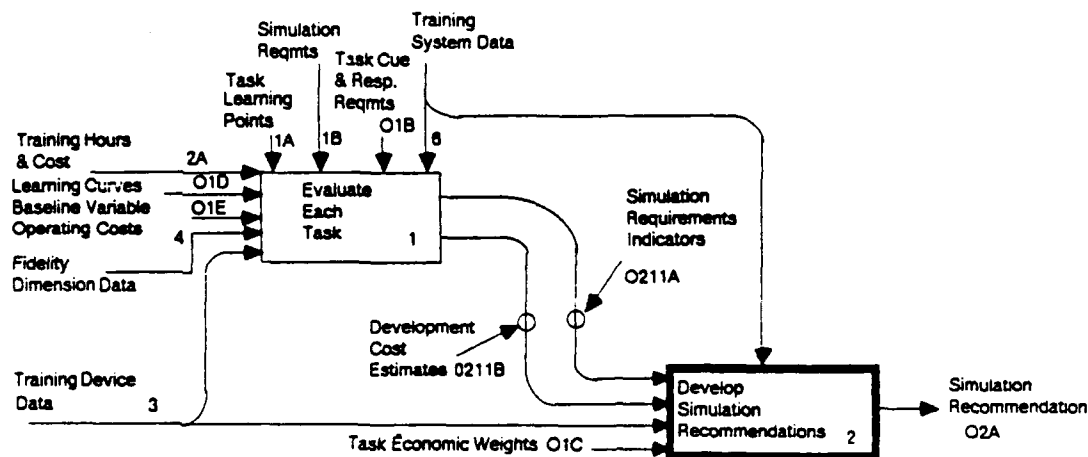 Simulation
Reqmts
Training
System Data
Task Cue
& Resp.
Reqmts
Task
Learning
Points
1A
1B
O1B
6
Training Hours
& Cost
2A
Learning Curves
O1D
Baseline Variable
O1E
Operating Costs
4
Fidelity
Dimension Data
Evaluate
Each
Task
1
Simulation
Requirements
Indicators
O211A
Development
Cost
Estimates 0211B
Training Device
Data
3
Develop
Simulation
Recommendations
2
Simulation
Recommendation
O2A
Task Economic Weights O1C